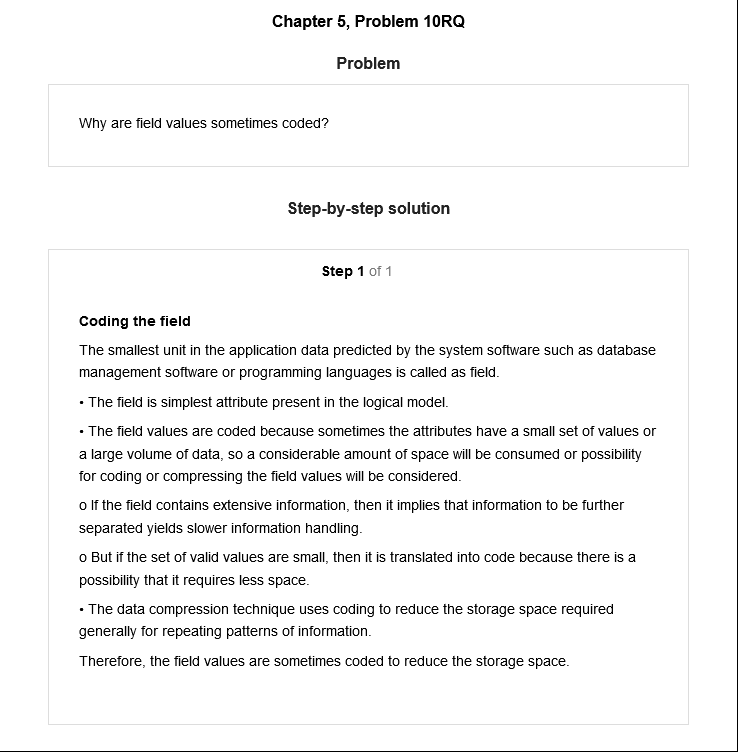 Chapter 5, Problem 10RQ
Problem
Why are field values sometimes coded?
Step-by-step solution
Step 1 of 1
Coding the field
The smallest unit in the application data predicted by the system software such as database
management software or programming languages is called as field.
• The field is simplest attribute present in the logical model.
• The field values are coded because sometimes the attributes have a small set of values or
a large volume of data, so a considerable amount of space will be consumed or possibility
for coding or compressing the field values will be considered.
o If the field contains extensive information, then it implies that information to be further
separated yields slower information handling.
o But if the set of valid values are small, then it is translated into code because there is a
possibility that it requires less space.
• The data compression technique uses coding to reduce the storage space required
generally for repeating patterns of information.
Therefore, the field values are sometimes coded to reduce the storage space.